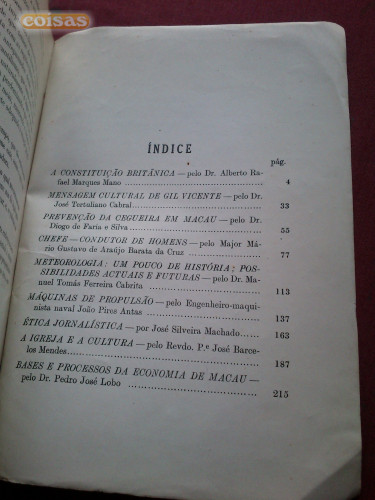 coisas
ÍNDICE
pág.
A CONSTITUIÇÃO BRITÂNICA — pelo Dr. Alberto Ra-
fael Marques Mano 4
MENSAGEM CULTURAL DE GIL VICENTE — pelo Dr.
José Tertuliano Cabral 33
PREVENÇÃO DA CEGUEIRA EM MACAU — pelo Dr.
Diogo de Faria e Silva 55
CHEFE — CONDUTOR DE HOMENS — pelo Major Má-
rio Gustavo de Araújo Barata da Cruz 77
METEOROLOGIA: UM POUCO DE HISTÓRIA; POS-
SIBILIDADES ACTUAIS E FUTURAS — pelo Dr. Ma-
nuel Tomás Ferreira Cabrita 113
MÁQUINAS DE PROPULSÃO — pelo Engenheiro-maqui-
nista naval João Pires Antas 137
ÉTICA JORNALÍSTICA — por José Silveira Machado 163
A IGREJA E A CULTURA — pelo Revdo. P.e José Barce-
los Mendes 187
BASES E PROCESSOS DA ECONOMIA DE MACAU —
pelo Dr. Pedro José Lobo 215